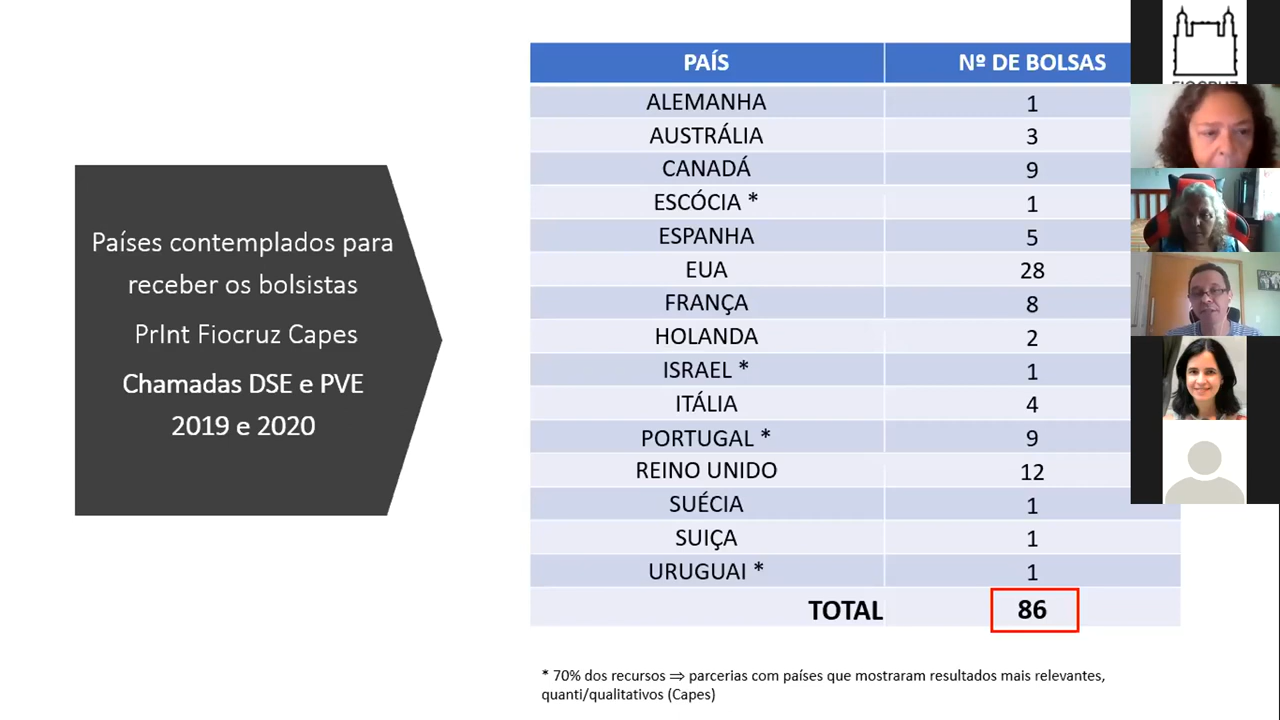 Países contemplados para
receber os bolsistas
PrInt Fiocruz Capes
Chamadas DSE e PVE
2019 e 2020
PAÍS Nº DE BOLSAS
ALEMANHA 1
AUSTRÁLIA 3
CANADÁ 9
ESCÓCIA * 1
ESPANHA 5
EUA 28
FRANÇA 8
HOLANDA 2
ISRAEL * 1
ITÁLIA 4
PORTUGAL * 9
REINO UNIDO 12
SUÉCIA 1
SUIÇA 1
URUGUAI * 1
TOTAL 86
* 70% dos recursos ⇒ parcerias com países que mostraram resultados mais relevantes,
quanti/qualitativos (Capes)
FIOCRUZ